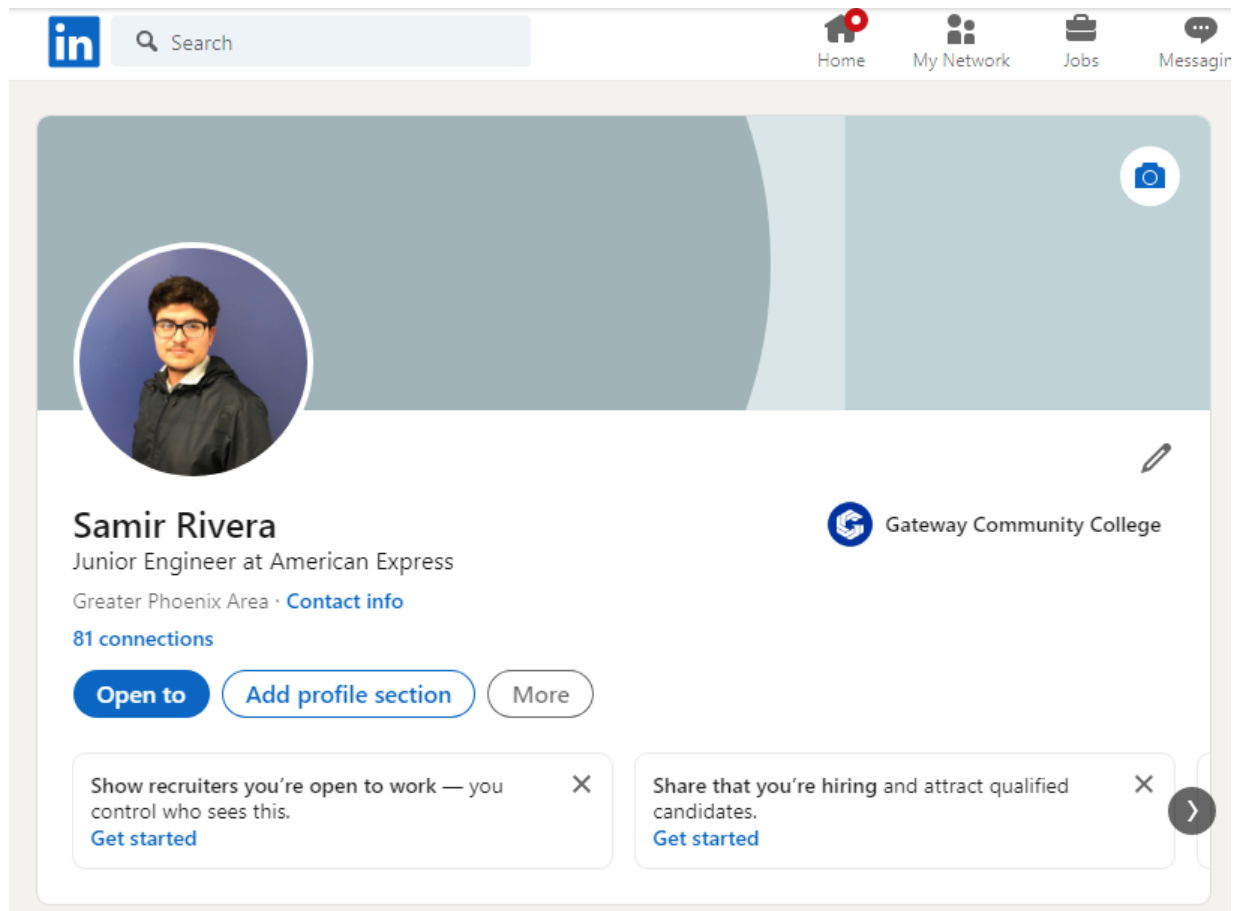 in
Search
Home
My Network
Jobs
Samir Rivera
Gateway Community College
Junior Engineer at American Express
Greater Phoenix Area · Contact info
81 connections
Open to
Add profile section
More
Show recruiters you're open to work — you
control who sees this.
Get started
Share that you're hiring and attract qualified
candidates.
Get started